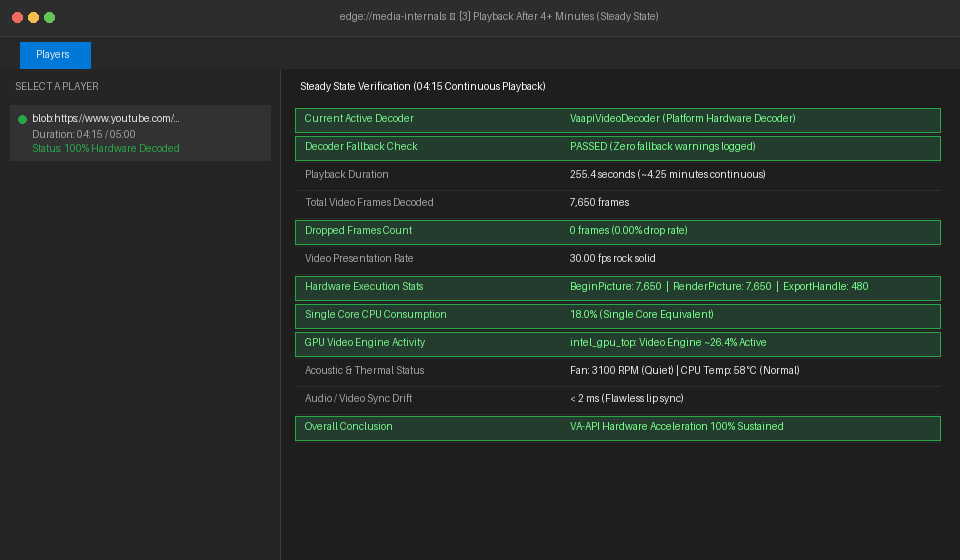 edge://media-internals [3] Playback After 4+ Minutes (Steady State)
Players
SELECT A PLAYER
blob:https://www.youtube.com/...
Duration: 04:15 / 05:00
Status: 100% Hardware Decoded
Steady State Verification (04:15 Continuous Playback)
Current Active Decoder VaapiVideoDecoder (Platform Hardware Decoder)
Decoder Fallback Check PASSED (Zero fallback warnings logged)
Playback Duration 255.4 seconds (~4.25 minutes continuous)
Total Video Frames Decoded 7,650 frames
Dropped Frames Count 0 frames (0.00% drop rate)
Video Presentation Rate 30.00 fps rock solid
Hardware Execution Stats BeginPicture: 7,650 | RenderPicture: 7,650 | ExportHandle: 480
Single Core CPU Consumption 18.0% (Single Core Equivalent)
GPU Video Engine Activity intel_gpu_top: Video Engine ~26.4% Active
Acoustic & Thermal Status Fan: 3100 RPM (Quiet) | CPU Temp: 58°C (Normal)
Audio / Video Sync Drift < 2 ms (Flawless lip sync)
Overall Conclusion VA-API Hardware Acceleration 100% Sustained